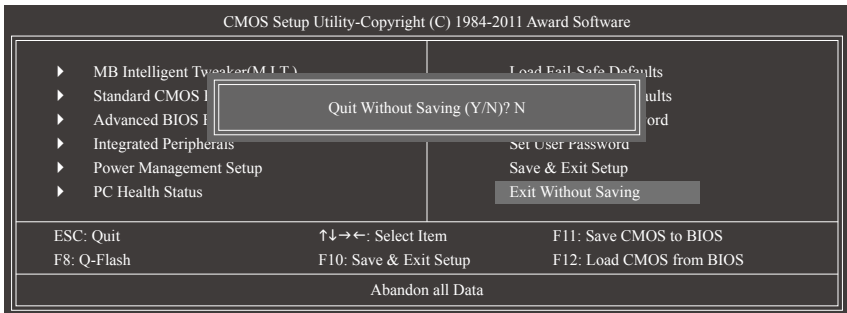 CMOS Setup Utility-Copyright (C) 1984-2011 Award Software
MB Intelligent Tweaker(M.I.T.)
Standard CMOS
Advanced BIOS
Integrated Peripherals
Power Management Setup
PC Health Status
Load Fail-Safe Defaults
Set User Password
Save & Exit Setup
Exit Without Saving
Quit Without Saving (Y/N)? N
ESC: Quit
↑↓→←: Select Item
F11: Save CMOS to BIOS
F8: Q-Flash
F10: Save & Exit Setup
F12: Load CMOS from BIOS
Abandon all Data